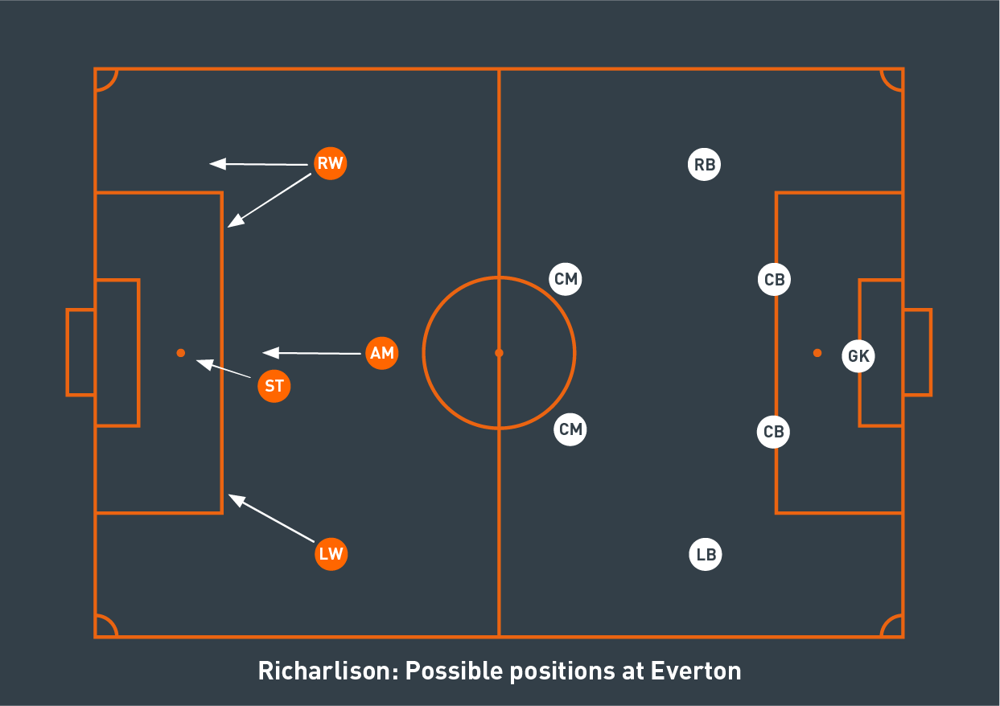 RW
RB
CM
CB
AM
GK
ST
CM
CB
LW
LB
Richarlison: Possible positions at Everton